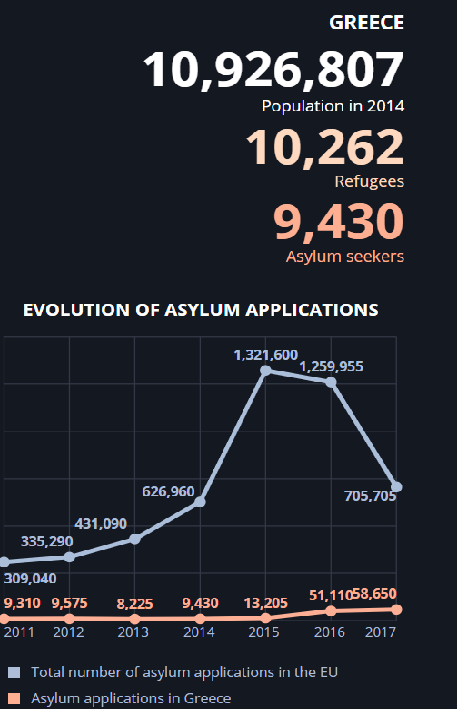 GREECE
10,926,807
Population in 2014
10,262
Refugees
9,430
Asylum seekers
EVOLUTION OF ASYLUM APPLICATIONS
1,321,600
1,259,955
626,960
705,705
431,090
335,290
309,040
9,310 9,575 8,225 9,430 13,205 51,110 58,650
2011 2012 2013 2014 2015 2016 2017
Total number of asylum applications in the EU
Asylum applications in Greece